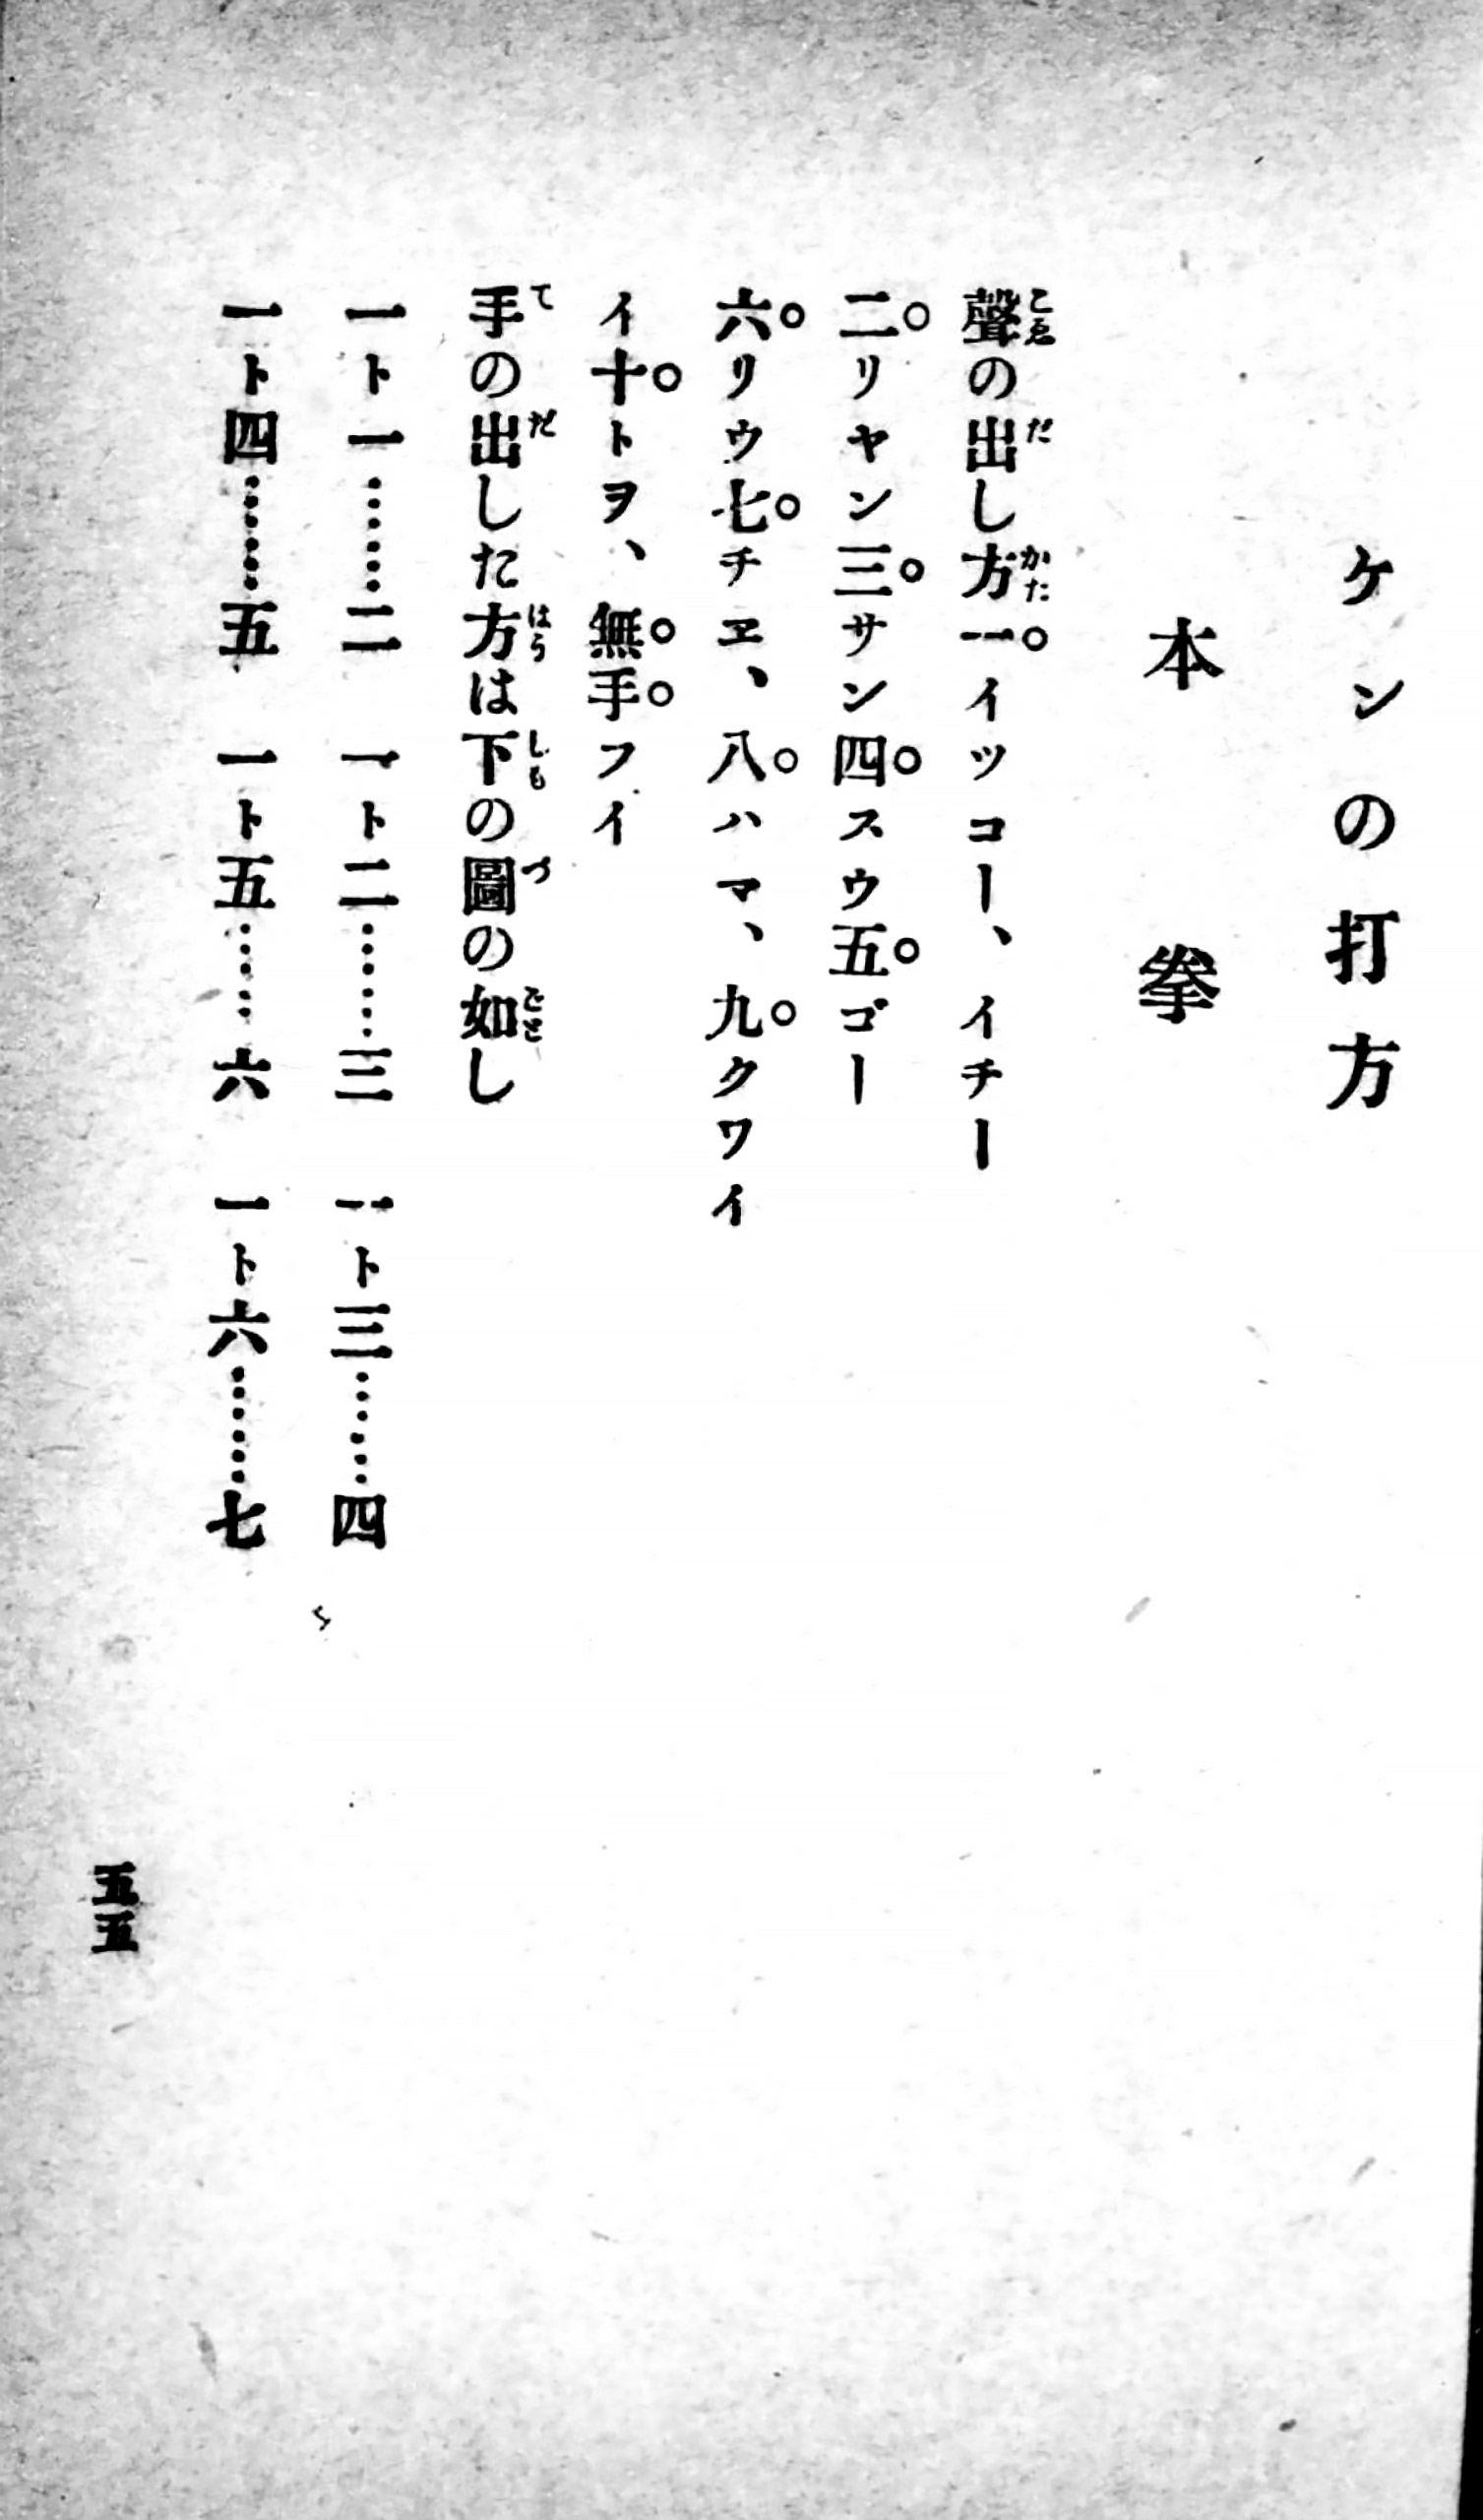 ケンの打方
本拳
聲の出し方一イッコー、イチー
二リヤン三サン四スウ五ゴー
六リウ七チヱ、八ハマ、九クワイ
イ十トヲ、無手フイ
手の出した方は下の圖の如し
一ト一……二　一ト二……三　一ト三……四
一ト四……五　一ト五……六　一ト六……七
五五